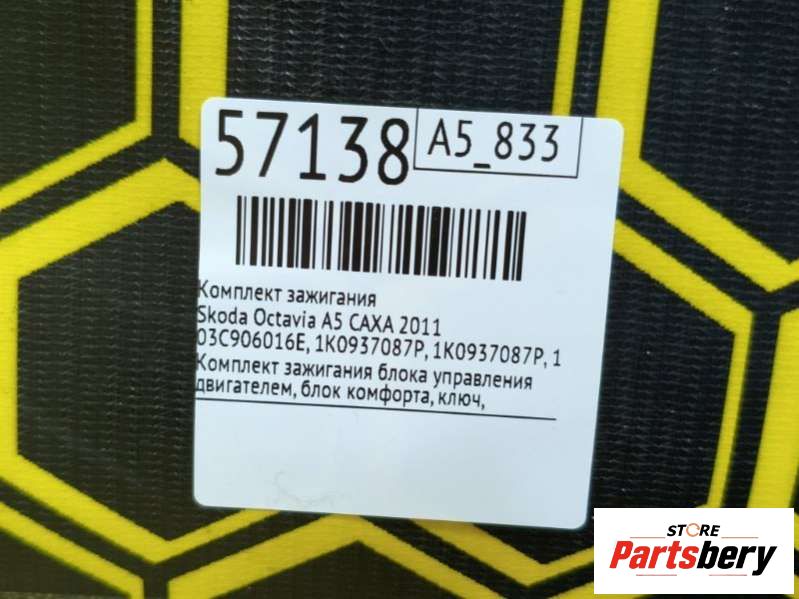 57138
A5_833
Комплект зажигания
Skoda Octavia A5 CAXA 2011
03C906016E, 1K0937087P, 1K0937087P, 1
Комплект зажигания блока управления
двигателем, блок комфорта, ключ,
STORE
Partsbery